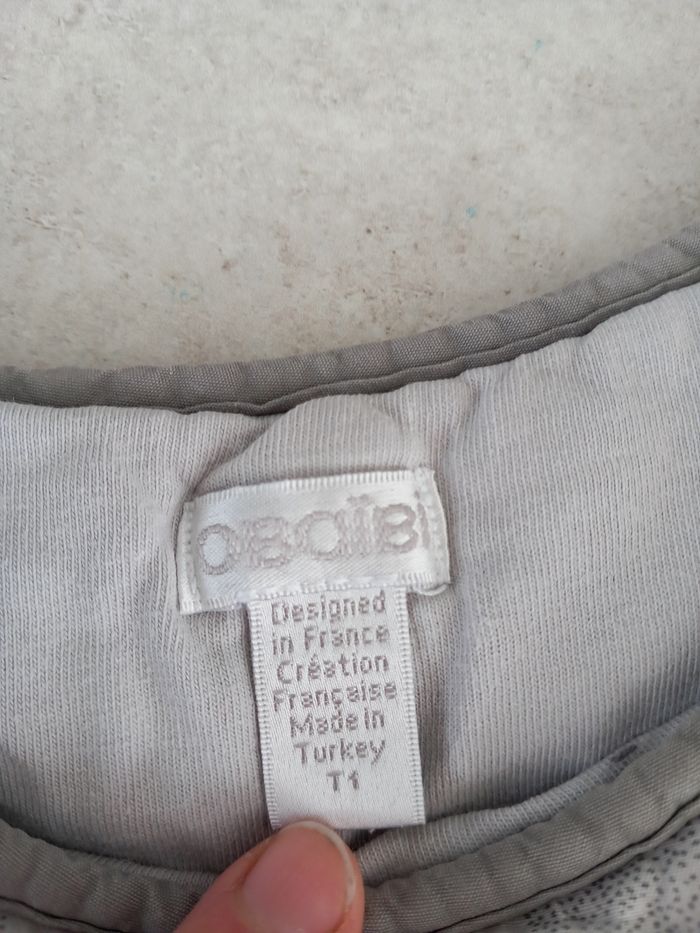 OBAÏBI
Designed
in France
Création
Française
Made in
Turkey
T1